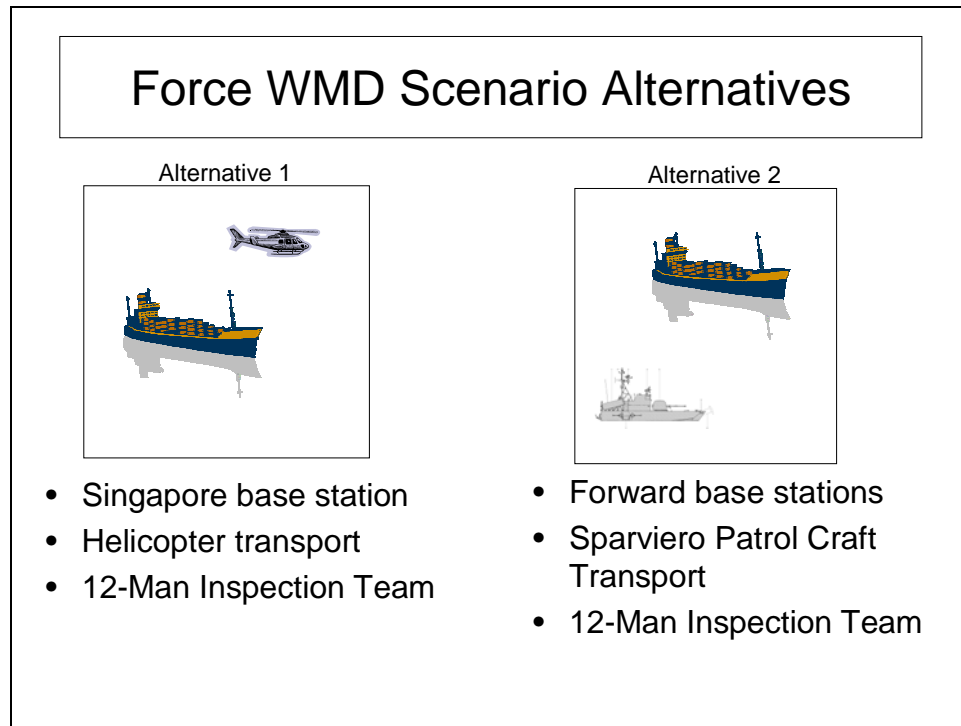 Force WMD Scenario Alternatives
Alternative 1
• Singapore base station
• Helicopter transport
• 12-Man Inspection Team
Alternative 2
• Forward base stations
• Sparviero Patrol Craft
Transport
• 12-Man Inspection Team